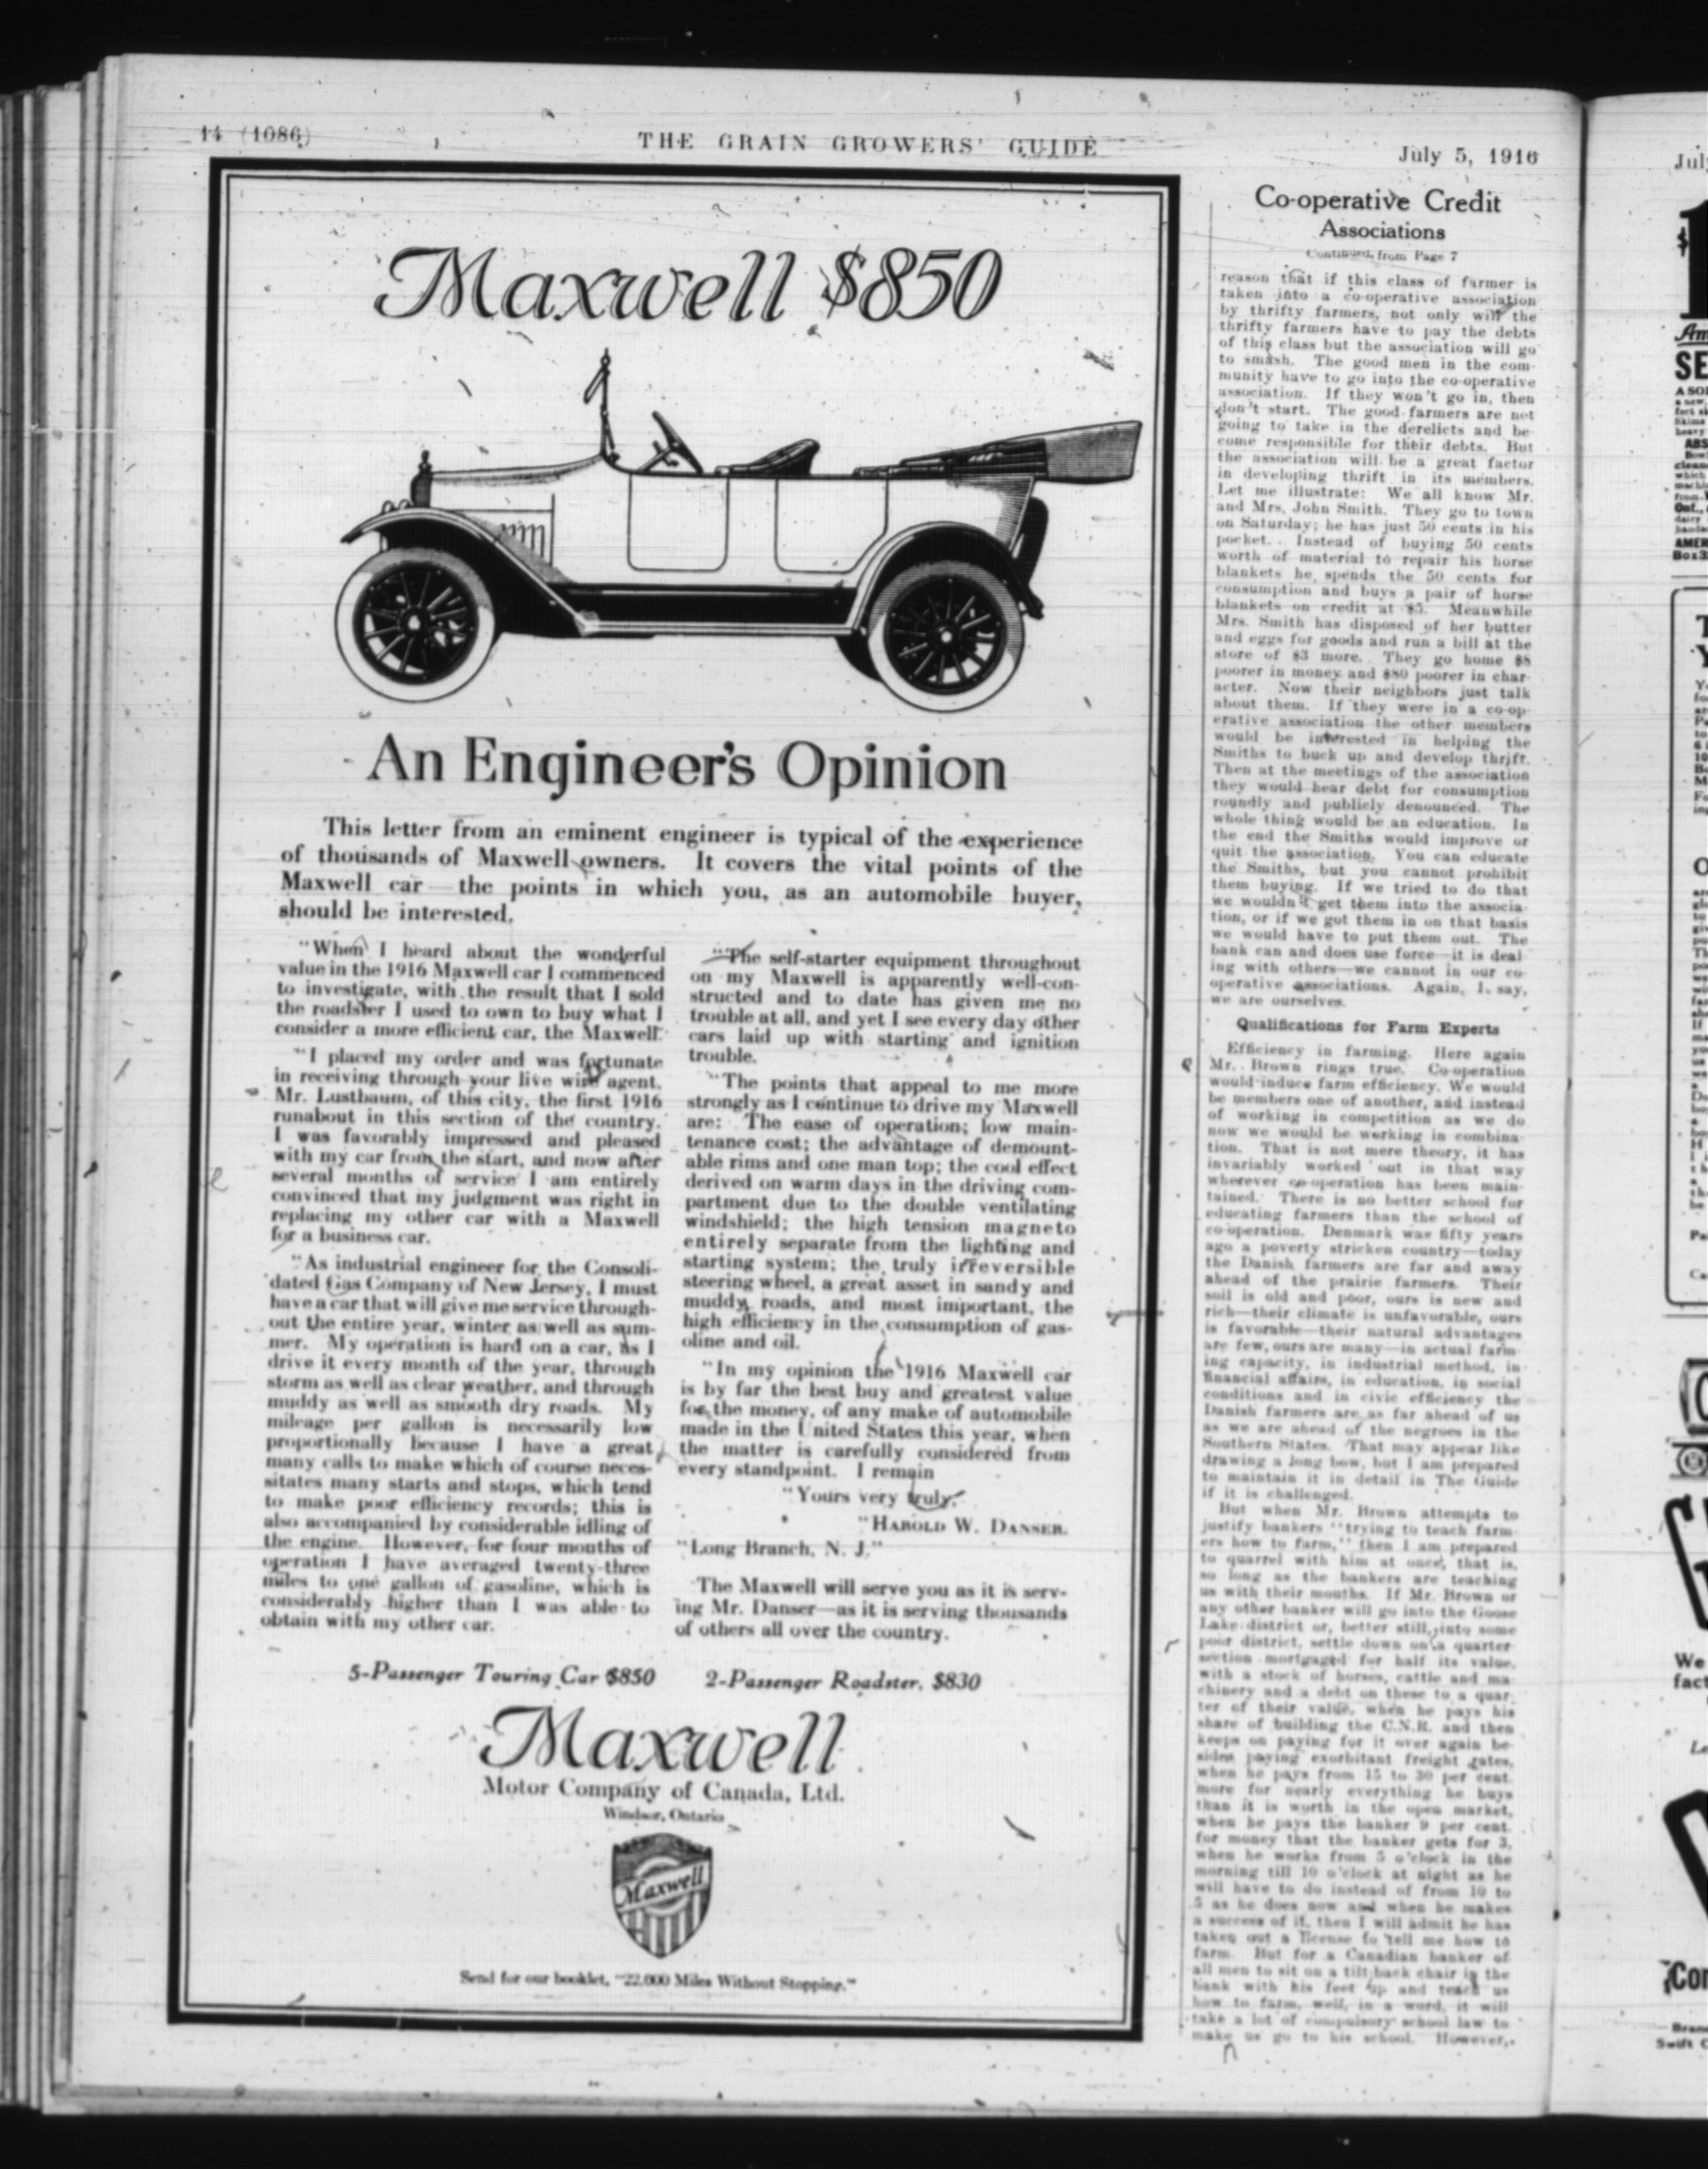 14 (1086)
THE GRAIN GROWERS' GUIDE
July 5, 1916
Maxwell $850
An Engineer's Opinion
This letter from an eminent engineer is typical of the experience
of thousands of Maxwell owners. It covers the vital points of the
Maxwell car—the points in which you, as an automobile buyer,
should be interested.
"When I heard about the wonderful
value in the 1916 Maxwell car I commenced
to investigate, with the result that I sold
the roadster I used to own to buy what I
consider a more efficient car, the Maxwell.
"I placed my order and was fortunate
in receiving through your live wire agent,
Mr. Lustbaum, of this city, the first 1916
runabout in this section of the country.
I was favorably impressed and pleased
with my car from the start, and now after
several months of service I am entirely
convinced that my judgment was right in
replacing my other car with a Maxwell
for a business car.
"As industrial engineer for the Consoli-
dated Gas Company of New Jersey, I must
have a car that will give me service through-
out the entire year, winter as well as sum-
mer. My operation is hard on a car, as I
drive it every month of the year, through
storm as well as clear weather, and through
muddy as well as smooth dry roads. My
mileage per gallon is necessarily low
proportionally because I have a great
many calls to make which of course neces-
sitates many starts and stops, which tend
to make poor efficiency records; this is
also accompanied by considerable idling of
the engine. However, for four months of
operation I have averaged twenty-three
miles to one gallon of gasoline, which is
considerably higher than I was able to
obtain with my other car.
"The self-starter equipment throughout
on my Maxwell is apparently well-con-
structed and to date has given me no
trouble at all, and yet I see every day other
cars laid up with starting and ignition
trouble.
"The points that appeal to me more
strongly as I continue to drive my Maxwell
are: The ease of operation; low main-
tenance cost; the advantage of demount-
able rims and one man top; the cool effect
derived on warm days in the driving com-
partment due to the double ventilating
windshield; the high tension magneto
entirely separate from the lighting and
starting system; the truly irreversible
steering wheel, a great asset in sandy and
muddy roads, and most important, the
high efficiency in the consumption of gas-
oline and oil.
"In my opinion the 1916 Maxwell car
is by far the best buy and greatest value
for the money, of any make of automobile
made in the United States this year, when
the matter is carefully considered from
every standpoint. I remain
"Yours very truly,
"HAROLD W. DANSER.
"Long Branch, N. J."
The Maxwell will serve you as it is serv-
ing Mr. Danser—as it is serving thousands
of others all over the country.
5-Passenger Touring Car $850 2-Passenger Roadster, $830
Maxwell
Motor Company of Canada, Ltd.
Windsor, Ontario
Maxwell
Send for our booklet, "22,000 Miles Without Stopping."
Co-operative Credit
Associations
Continued from Page 7
reason that if this class of farmer is
taken into a co-operative association
by thrifty farmers, not only will the
thrifty farmers have to pay the debts
of this class but the association will go
to smash. The good men in the com-
munity have to go into the co-operative
association. If they won't go in, then
don't start. The good farmers are not
going to take in the derelicts and be-
come responsible for their debts. But
the association will be a great factor
in developing thrift in its members.
Let me illustrate: We all know Mr.
and Mrs. John Smith. They go to town
on Saturday; he has just 50 cents in his
pocket. Instead of buying 50 cents
worth of material to repair his horse
blankets he spends the 50 cents for
consumption and buys a pair of horse
blankets on credit at $5. Meanwhile
Mrs. Smith has disposed of her butter
and eggs for goods and run a bill at the
store of $3 more. They go home $8
poorer in money and $80 poorer in char-
acter. Now their neighbors just talk
about them. If they were in a co-op-
erative association the other members
would be interested in helping the
Smiths to buck up and develop thrift.
Then at the meetings of the association
they would hear debt for consumption
roundly and publicly denounced. The
whole thing would be an education. In
the end the Smiths would improve or
quit the association. You can educate
the Smiths, but you cannot prohibit
them buying. If we tried to do that
we wouldn't get them into the associa-
tion, or if we got them in on that basis
we would have to put them out. The
bank can and does use force—it is deal-
ing with others—we cannot in our co-
operative associations. Again, I say,
we are ourselves.
Qualifications for Farm Experts
Efficiency in farming. Here again
Mr. Brown rings true. Co-operation
would induce farm efficiency. We would
be members one of another, and instead
of working in competition as we do
now we would be working in combina-
tion. That is not mere theory, it has
invariably worked out in that way
wherever co-operation has been main-
tained. There is no better school for
educating farmers than the school of
co-operation. Denmark was fifty years
ago a poverty stricken country—today
the Danish farmers are far and away
ahead of the prairie farmers. Their
soil is old and poor, ours is new and
rich—their climate is unfavorable, ours
is favorable—their natural advantages
are few, ours are many—in actual farm-
ing capacity, in industrial method, in
financial affairs, in education, in social
conditions and in civic efficiency the
Danish farmers are as far ahead of us
as we are ahead of the negroes in the
Southern States. That may appear like
drawing a long bow, but I am prepared
to maintain it in detail in The Guide
if it is challenged.
But when Mr. Brown attempts to
justify bankers "trying to teach farm-
ers how to farm," then I am prepared
to quarrel with him at once, that is,
so long as the bankers are teaching
us with their mouths. If Mr. Brown or
any other banker will go into the Goose
Lake district or, better still, into some
poor district, settle down on a quarter
section mortgaged for half its value,
with a stock of horses, cattle and ma-
chinery and a debt on these to a quar-
ter of their value, when he pays his
share of building the C.N.R. and then
keeps on paying for it over again be-
sides paying exorbitant freight rates,
when he pays from 15 to 30 per cent.
more for nearly everything he buys
than it is worth in the open market,
when he pays the banker 9 per cent.
for money that the banker gets for 3,
when he works from 5 o'clock in the
morning till 10 o'clock at night as he
will have to do instead of from 10 to
5 as he does now and when he makes
a success of it, then I will admit he has
taken out a license to tell me how to
farm. But for a Canadian banker of
all men to sit on a tilt back chair in the
bank with his feet up and teach us
how to farm, well, in a word, it will
take a lot of compulsory school law to
make us go to his school. However,